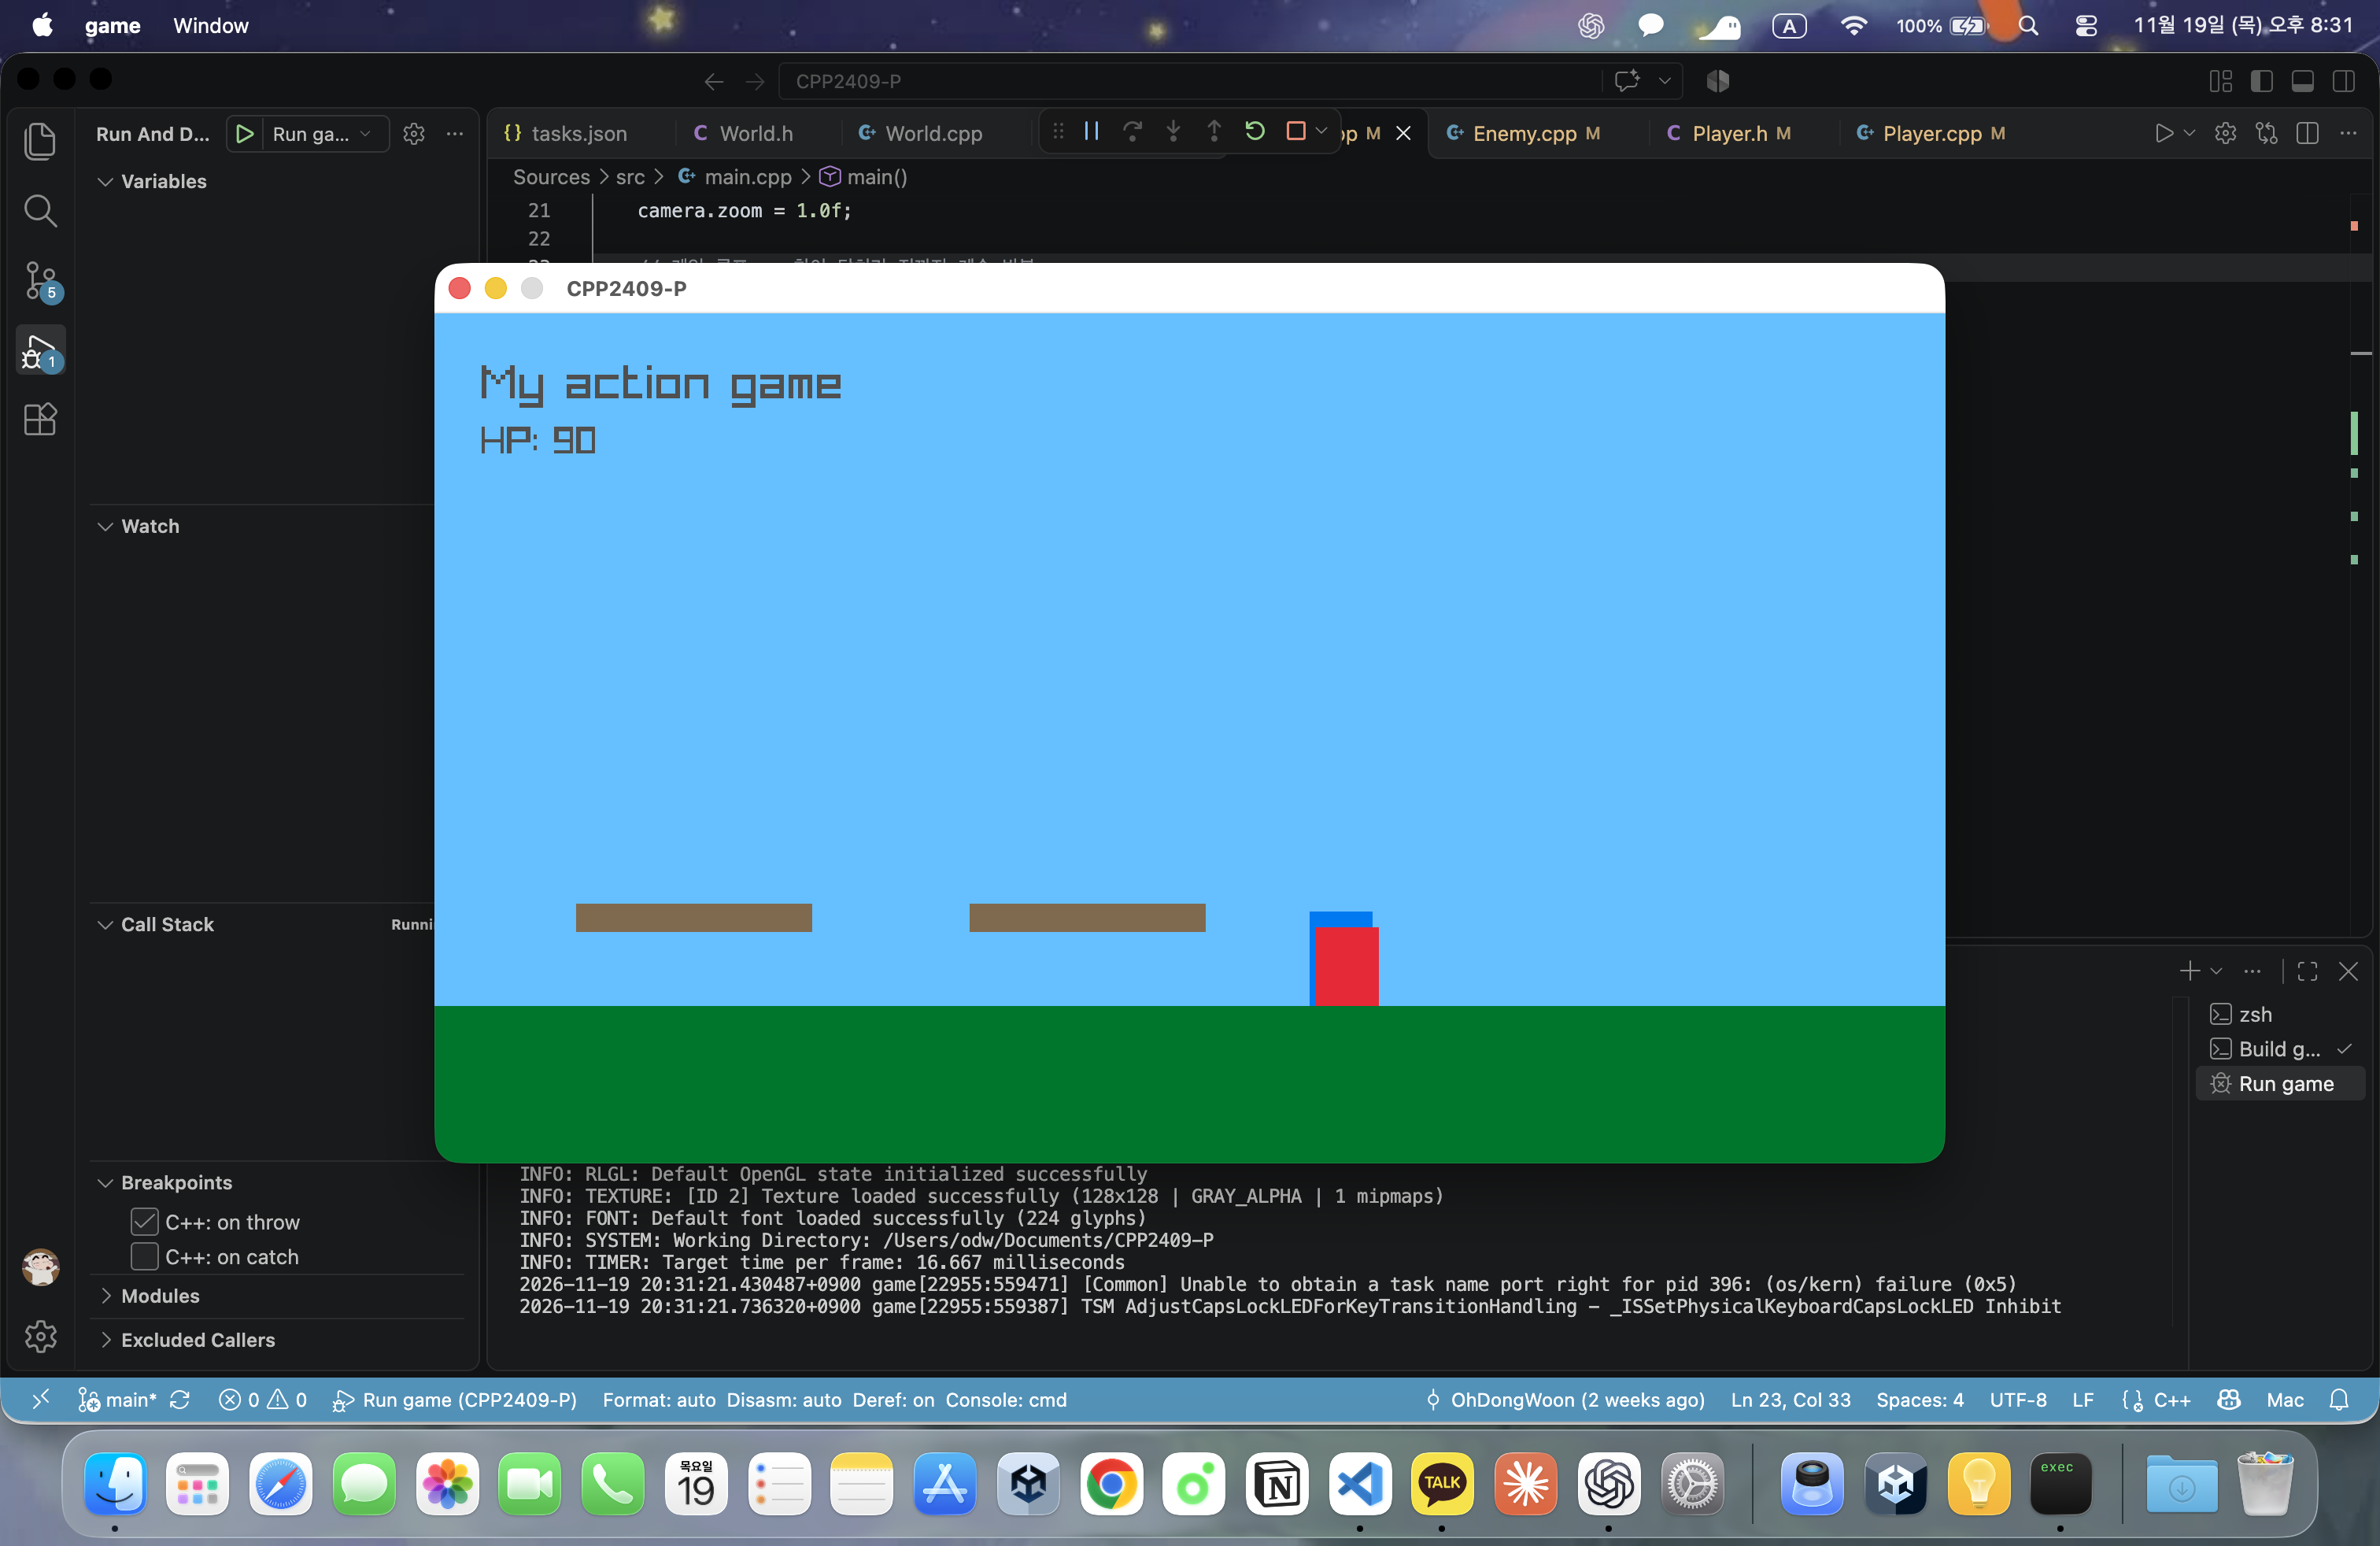 game Window
A 100% 11월 19일 (목) 오후 8:31
CPP2409-P
Run And D... Run ga...
{} tasks.json C World.h World.cpp pp M Enemy.cpp M C Player.h M Player.cpp M
Variables
Sources > src > main.cpp > main()
21 camera.zoom = 1.0f;
22
5
1
CPP2409-P
My action game
HP: 90
Watch
Call Stack
zsh
Build g...
Run game
Breakpoints
C++: on throw
C++: on catch
Modules
Excluded Callers
INFO: RLGL: Default OpenGL state initialized successfully
INFO: TEXTURE: [ID 2] Texture loaded successfully (128x128 | GRAY_ALPHA | 1 mipmaps)
INFO: FONT: Default font loaded successfully (224 glyphs)
INFO: SYSTEM: Working Directory: /Users/odw/Documents/CPP2409-P
INFO: TIMER: Target time per frame: 16.667 milliseconds
2026-11-19 20:31:21.430487+0900 game[22955:559471] [Common] Unable to obtain a task name port right for pid 396: (os/kern) failure (0x5)
2026-11-19 20:31:21.736320+0900 game[22955:559387] TSM AdjustCapsLockLEDForKeyTransitionHandling - _ISSetPhysicalKeyboardCapsLockLED Inhibit
main* 0 0 Run game (CPP2409-P) Format: auto Disasm: auto Deref: on Console: cmd OhDongWoon (2 weeks ago) Ln 23, Col 33 Spaces: 4 UTF-8 LF C++ Mac
목요일
19
TALK
exec